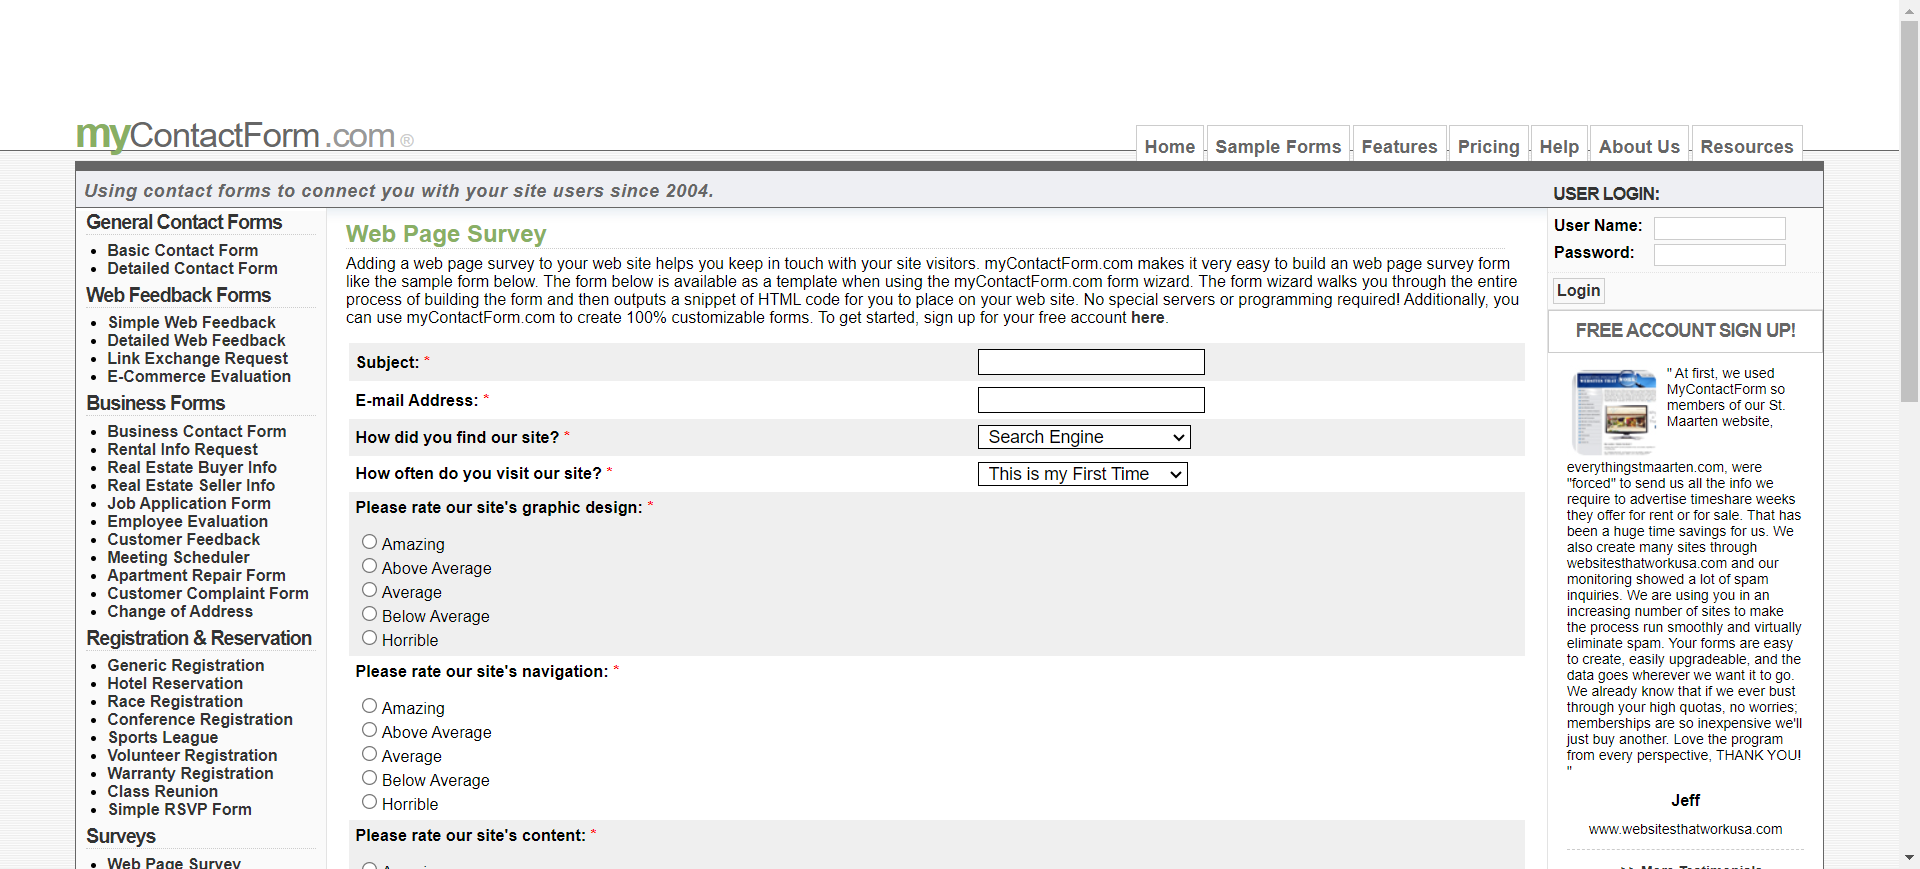 myContactForm.com®
Home
Sample Forms
Features
Pricing
Help
About Us
Resources
Using contact forms to connect you with your site users since 2004.
USER LOGIN:
General Contact Forms
Basic Contact Form
Detailed Contact Form
Web Feedback Forms
Simple Web Feedback
Detailed Web Feedback
Link Exchange Request
E-Commerce Evaluation
Business Forms
Business Contact Form
Rental Info Request
Real Estate Buyer Info
Real Estate Seller Info
Job Application Form
Employee Evaluation
Customer Feedback
Meeting Scheduler
Apartment Repair Form
Customer Complaint Form
Change of Address
Registration & Reservation
Generic Registration
Hotel Reservation
Race Registration
Conference Registration
Sports League
Volunteer Registration
Warranty Registration
Class Reunion
Simple RSVP Form
Surveys
Web Page Survey
Web Page Survey
Adding a web page survey to your web site helps you keep in touch with your site visitors. myContactForm.com makes it very easy to build an web page survey form
like the sample form below. The form below is available as a template when using the myContactForm.com form wizard. The form wizard walks you through the entire
process of building the form and then outputs a snippet of HTML code for you to place on your web site. No special servers or programming required! Additionally, you
can use myContactForm.com to create 100% customizable forms. To get started, sign up for your free account here.
Subject: *
E-mail Address: *
How did you find our site? *
Search Engine
How often do you visit our site? *
This is my First Time
Please rate our site's graphic design: *
Amazing
Above Average
Average
Below Average
Horrible
Please rate our site's navigation: *
Amazing
Above Average
Average
Below Average
Horrible
Please rate our site's content: *
User Name:
Password:
Login
FREE ACCOUNT SIGN UP!
" At first, we used
MyContactForm so
members of our St.
Maarten website,
everythingstmaarten.com, were
"forced" to send us all the info we
require to advertise timeshare weeks
they offer for rent or for sale. That has
been a huge time savings for us. We
also create many sites through
websitesthatworkusa.com and our
monitoring showed a lot of spam
inquiries. We are using you in an
increasing number of sites to make
the process run smoothly and virtually
eliminate spam. Your forms are easy
to create, easily upgradeable, and the
data goes wherever we want it to go.
We already know that if we ever bust
through your high quotas, no worries;
memberships are so inexpensive we'll
just buy another. Love the program
from every perspective, THANK YOU!
"
Jeff
www.websitesthatworkusa.com
>> More Testimonials